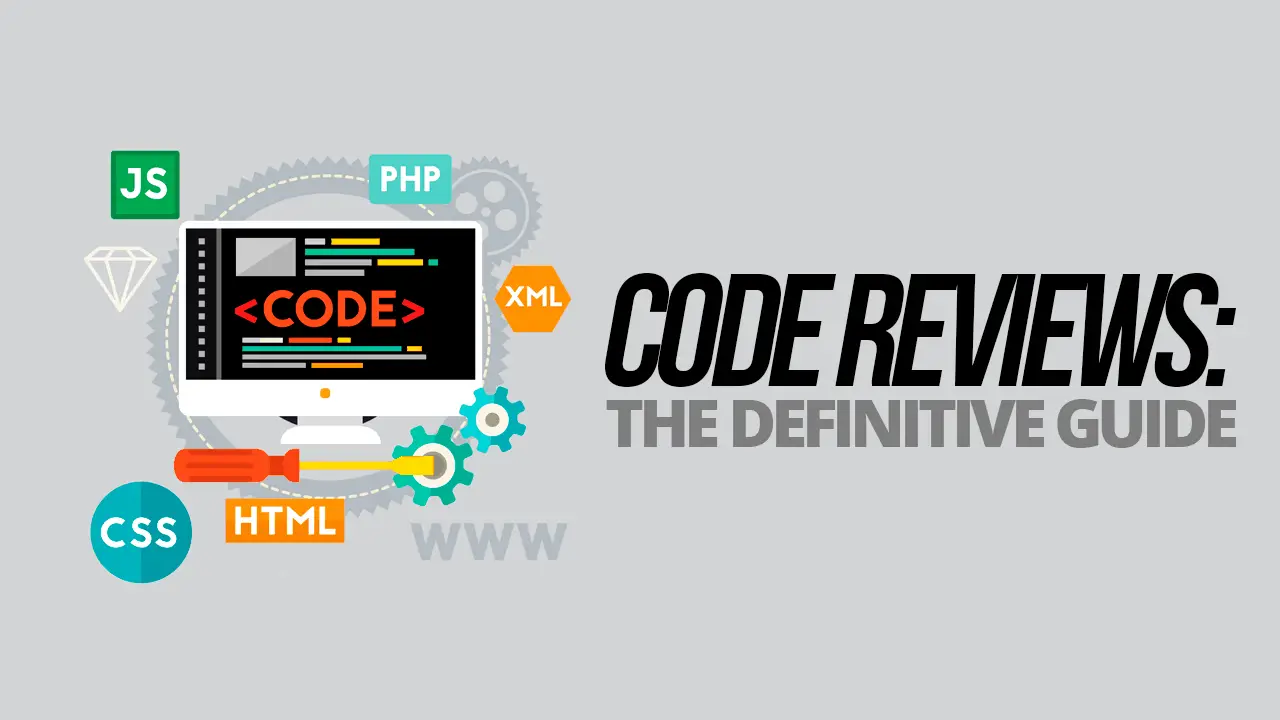 JS
PHP
XML
<CODE>
CODE REVIEWS:
THE DEFINITIVE GUIDE
HTML
CSS
WWW